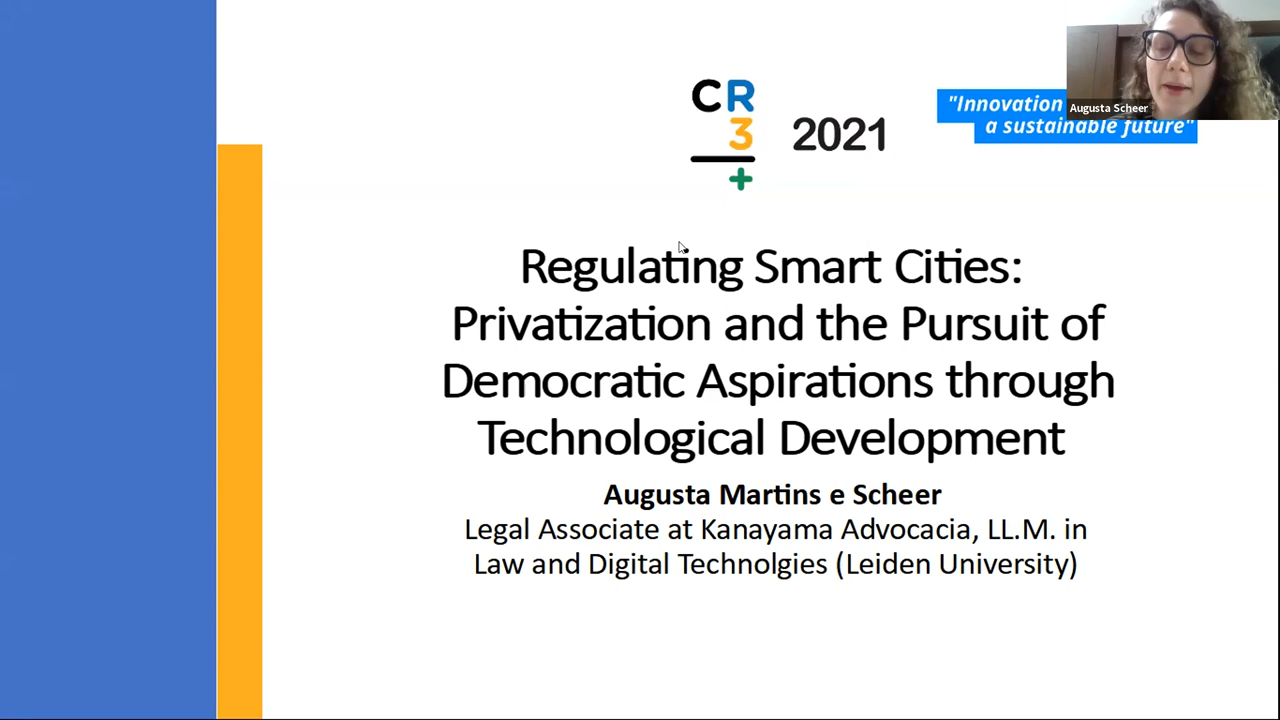 CR
3
+
2021
"Innovation
a sustainable future"
Augusta Scheer
Regulating Smart Cities:
Privatization and the Pursuit of
Democratic Aspirations through
Technological Development
Augusta Martins e Scheer
Legal Associate at Kanayama Advocacia, LL.M. in
Law and Digital Technolgies (Leiden University)